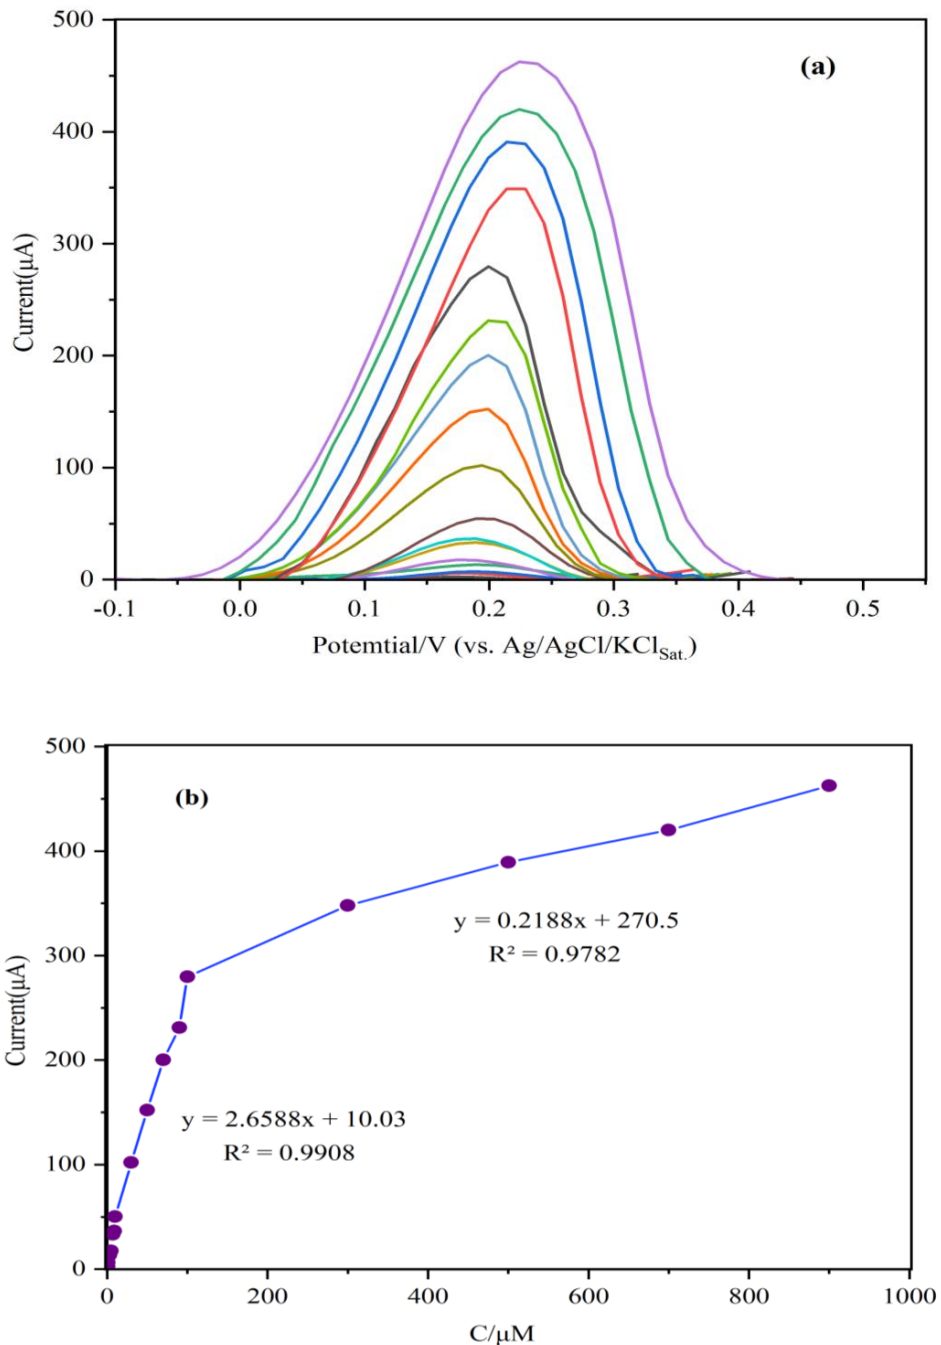 (a)
500
400
300
200
100
0
Current(μA)
-0.1 0.0 0.1 0.2 0.3 0.4 0.5
Potemtial/V (vs. Ag/AgCl/KClSat.)
(b)
500
400
300
200
100
0
Current(μA)
y = 0.2188x + 270.5
R² = 0.9782
y = 2.6588x + 10.03
R² = 0.9908
0 200 400 600 800 1000
C/μM